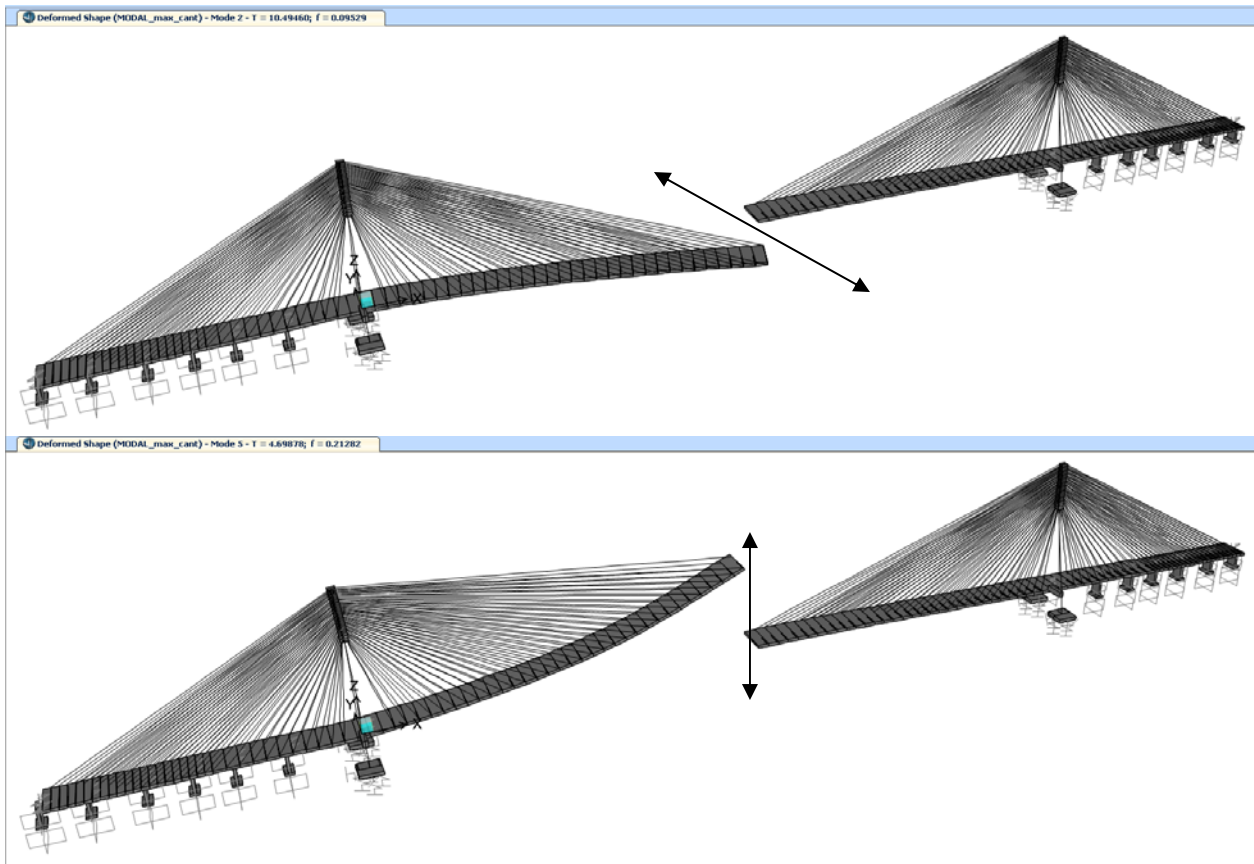 Deformed Shape (MODAL_max_cant) - Mode 2 - T = 10.49460; f = 0.09529
Z
Y
X
Deformed Shape (MODAL_max_cant) - Mode 5 - T = 4.69878; f = 0.21282
Z
Y
X